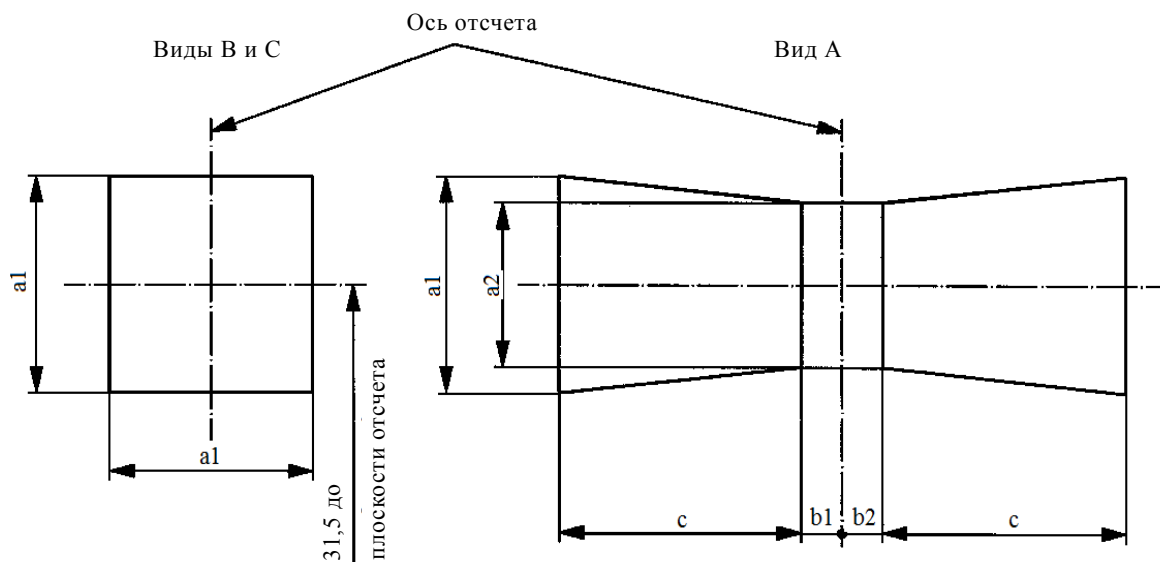 Ось отсчета
Виды В и С
Вид А
a1
a1
31,5 до
плоскости отсчета
a1
a2
c
b1
b2
c